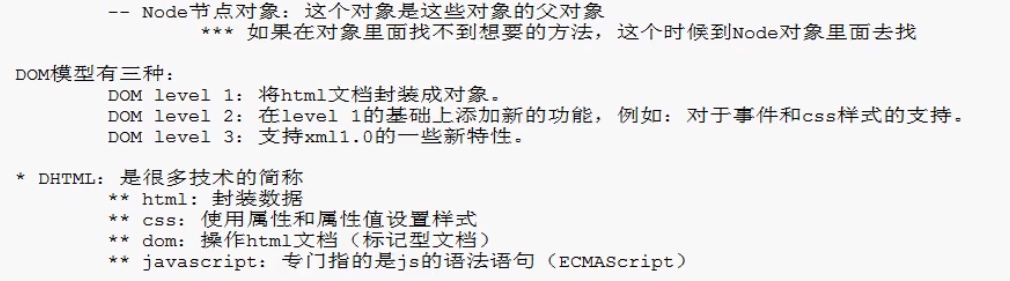 -- Node节点对象：这个对象是这些对象的父对象
*** 如果在对象里面找不到想要的方法，这个时候到Node对象里面去找
DOM模型有三种：
DOM level 1：将html文档封装成对象。
DOM level 2：在level 1的基础上添加新的功能，例如：对于事件和css样式的支持。
DOM level 3：支持xml1.0的一些新特性。
* DHTML：是很多技术的简称
** html: 封装数据
** css：使用属性和属性值设置样式
** dom：操作html文档（标记型文档）
** javascript：专门指的是js的语法语句（ECMAScript）